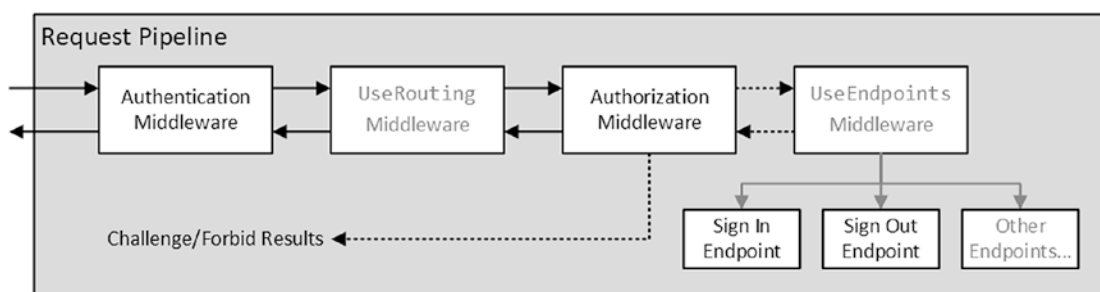 Request Pipeline
Authentication
Middleware
UseRouting
Middleware
Authorization
Middleware
UseEndpoints
Middleware
Challenge/Forbid Results
Sign In
Endpoint
Sign Out
Endpoint
Other
Endpoints...